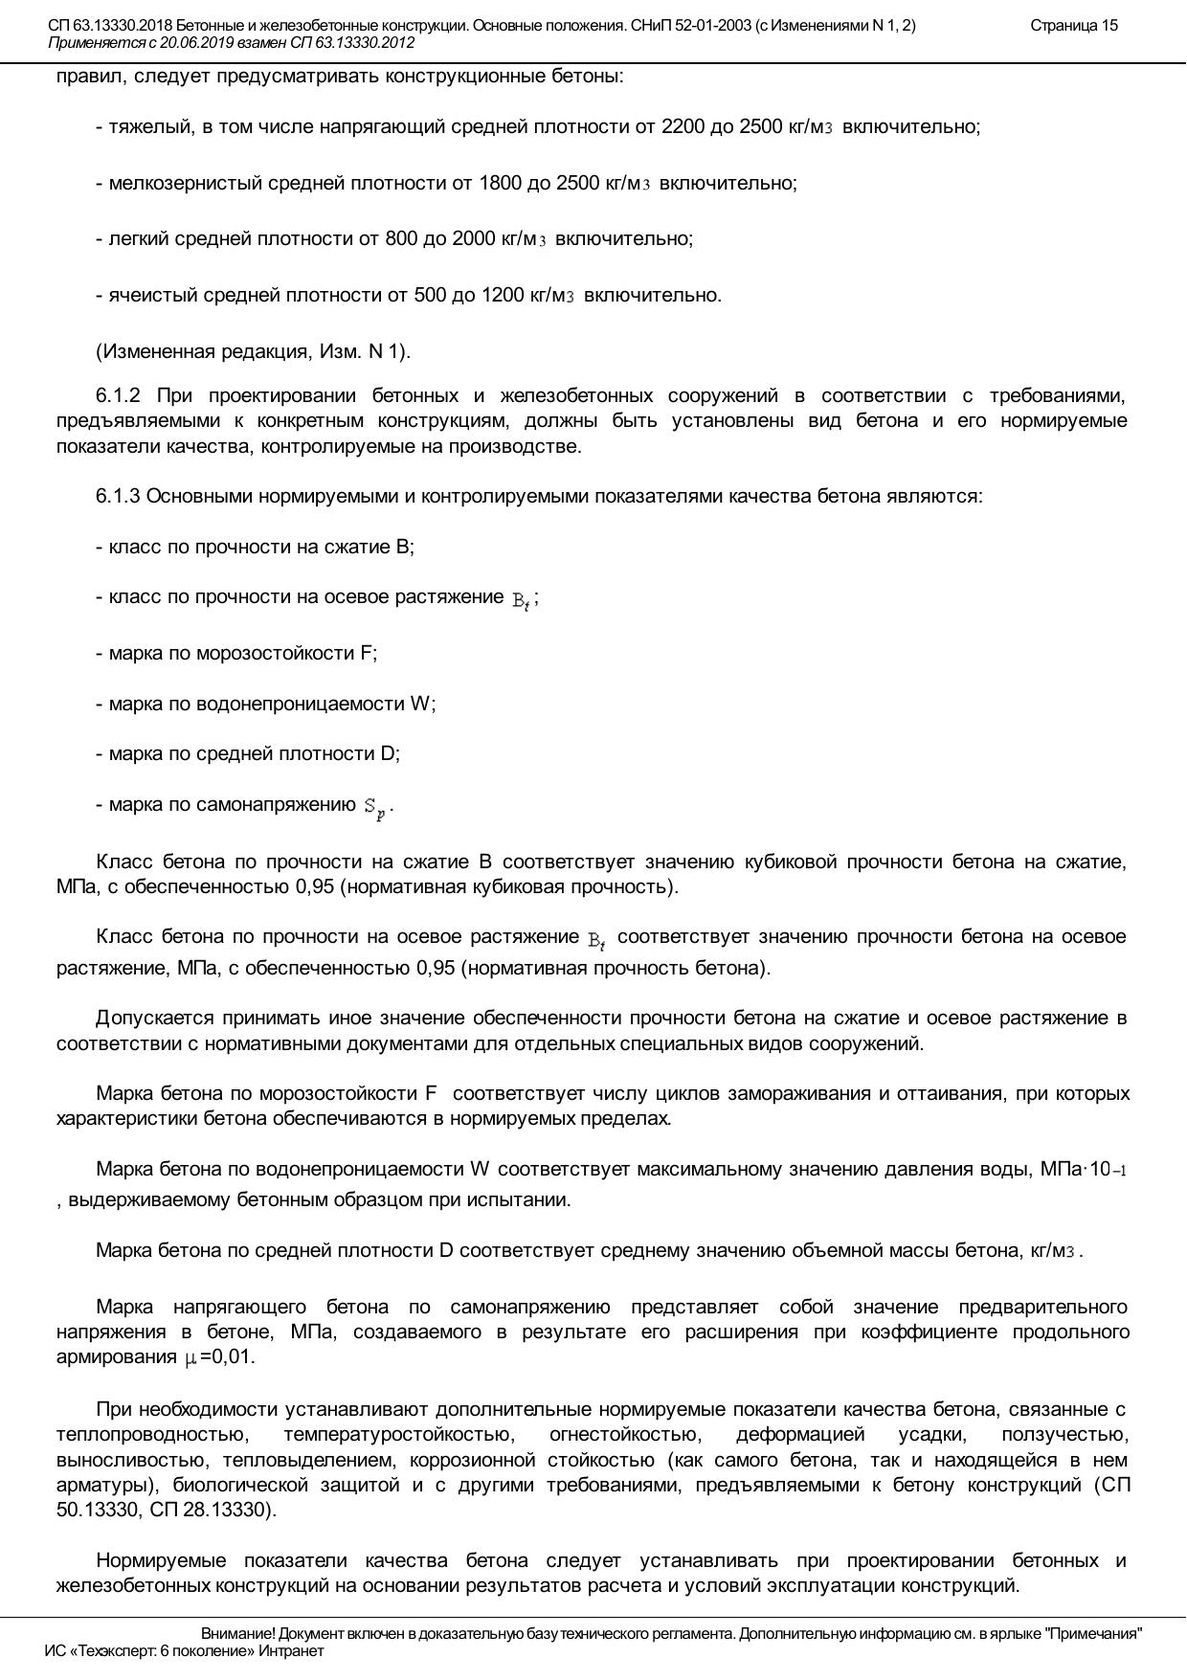 СП 63.13330.2018 Бетонные и железобетонные конструкции. Основные положения. СНиП 52-01-2003 (с Изменениями N 1, 2) Страница 15
Применяется с 20.06.2019 взамен СП 63.13330.2012
правил, следует предусматривать конструкционные бетоны:
- тяжелый, в том числе напрягающий средней плотности от 2200 до 2500 кг/м3 включительно;
- мелкозернистый средней плотности от 1800 до 2500 кг/м3 включительно;
- легкий средней плотности от 800 до 2000 кг/м3 включительно;
- ячеистый средней плотности от 500 до 1200 кг/м3 включительно.
(Измененная редакция, Изм. N 1).
6.1.2 При проектировании бетонных и железобетонных сооружений в соответствии с требованиями,
предъявляемыми к конкретным конструкциям, должны быть установлены вид бетона и его нормируемые
показатели качества, контролируемые на производстве.
6.1.3 Основными нормируемыми и контролируемыми показателями качества бетона являются:
- класс по прочности на сжатие B;
- класс по прочности на осевое растяжение Bt;
- марка по морозостойкости F;
- марка по водонепроницаемости W;
- марка по средней плотности D;
- марка по самонапряжению Sp.
Класс бетона по прочности на сжатие B соответствует значению кубиковой прочности бетона на сжатие,
МПа, с обеспеченностью 0,95 (нормативная кубиковая прочность).
Класс бетона по прочности на осевое растяжение Bt соответствует значению прочности бетона на осевое
растяжение, МПа, с обеспеченностью 0,95 (нормативная прочность бетона).
Допускается принимать иное значение обеспеченности прочности бетона на сжатие и осевое растяжение в
соответствии с нормативными документами для отдельных специальных видов сооружений.
Марка бетона по морозостойкости F соответствует числу циклов замораживания и оттаивания, при которых
характеристики бетона обеспечиваются в нормируемых пределах.
Марка бетона по водонепроницаемости W соответствует максимальному значению давления воды, МПа·10−1
, выдерживаемому бетонным образцом при испытании.
Марка бетона по средней плотности D соответствует среднему значению объемной массы бетона, кг/м3 .
Марка напрягающего бетона по самонапряжению представляет собой значение предварительного
напряжения в бетоне, МПа, создаваемого в результате его расширения при коэффициенте продольного
армирования μ=0,01.
При необходимости устанавливают дополнительные нормируемые показатели качества бетона, связанные с
теплопроводностью, температуростойкостью, огнестойкостью, деформацией усадки, ползучестью,
выносливостью, тепловыделением, коррозионной стойкостью (как самого бетона, так и находящейся в нем
арматуры), биологической защитой и с другими требованиями, предъявляемыми к бетону конструкций (СП
50.13330, СП 28.13330).
Нормируемые показатели качества бетона следует устанавливать при проектировании бетонных и
железобетонных конструкций на основании результатов расчета и условий эксплуатации конструкций.
Внимание! Документ включен в доказательную базу технического регламента. Дополнительную информацию см. в ярлыке "Примечания"
ИС «Техэксперт: 6 поколение» Интранет